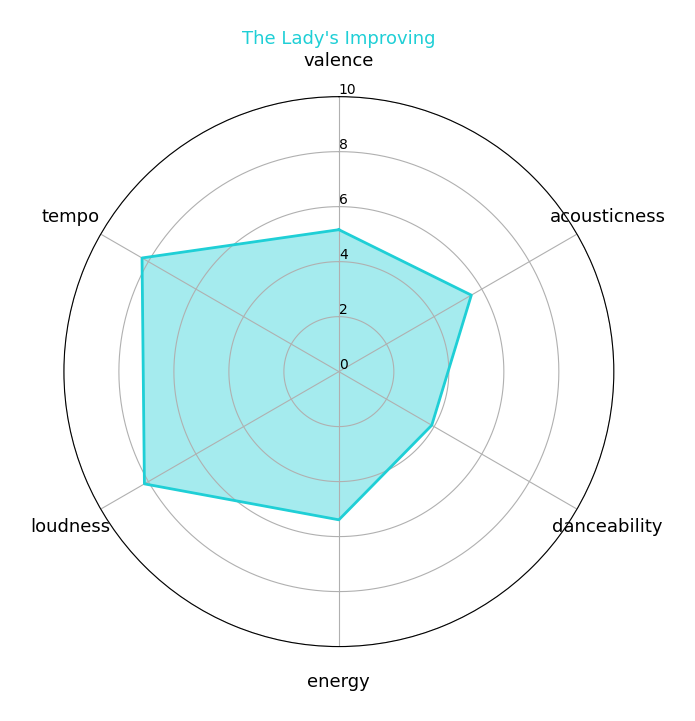 The Lady's Improving
valence
10
8
tempo
6
acousticness
4
2
0
loudness
danceability
energy